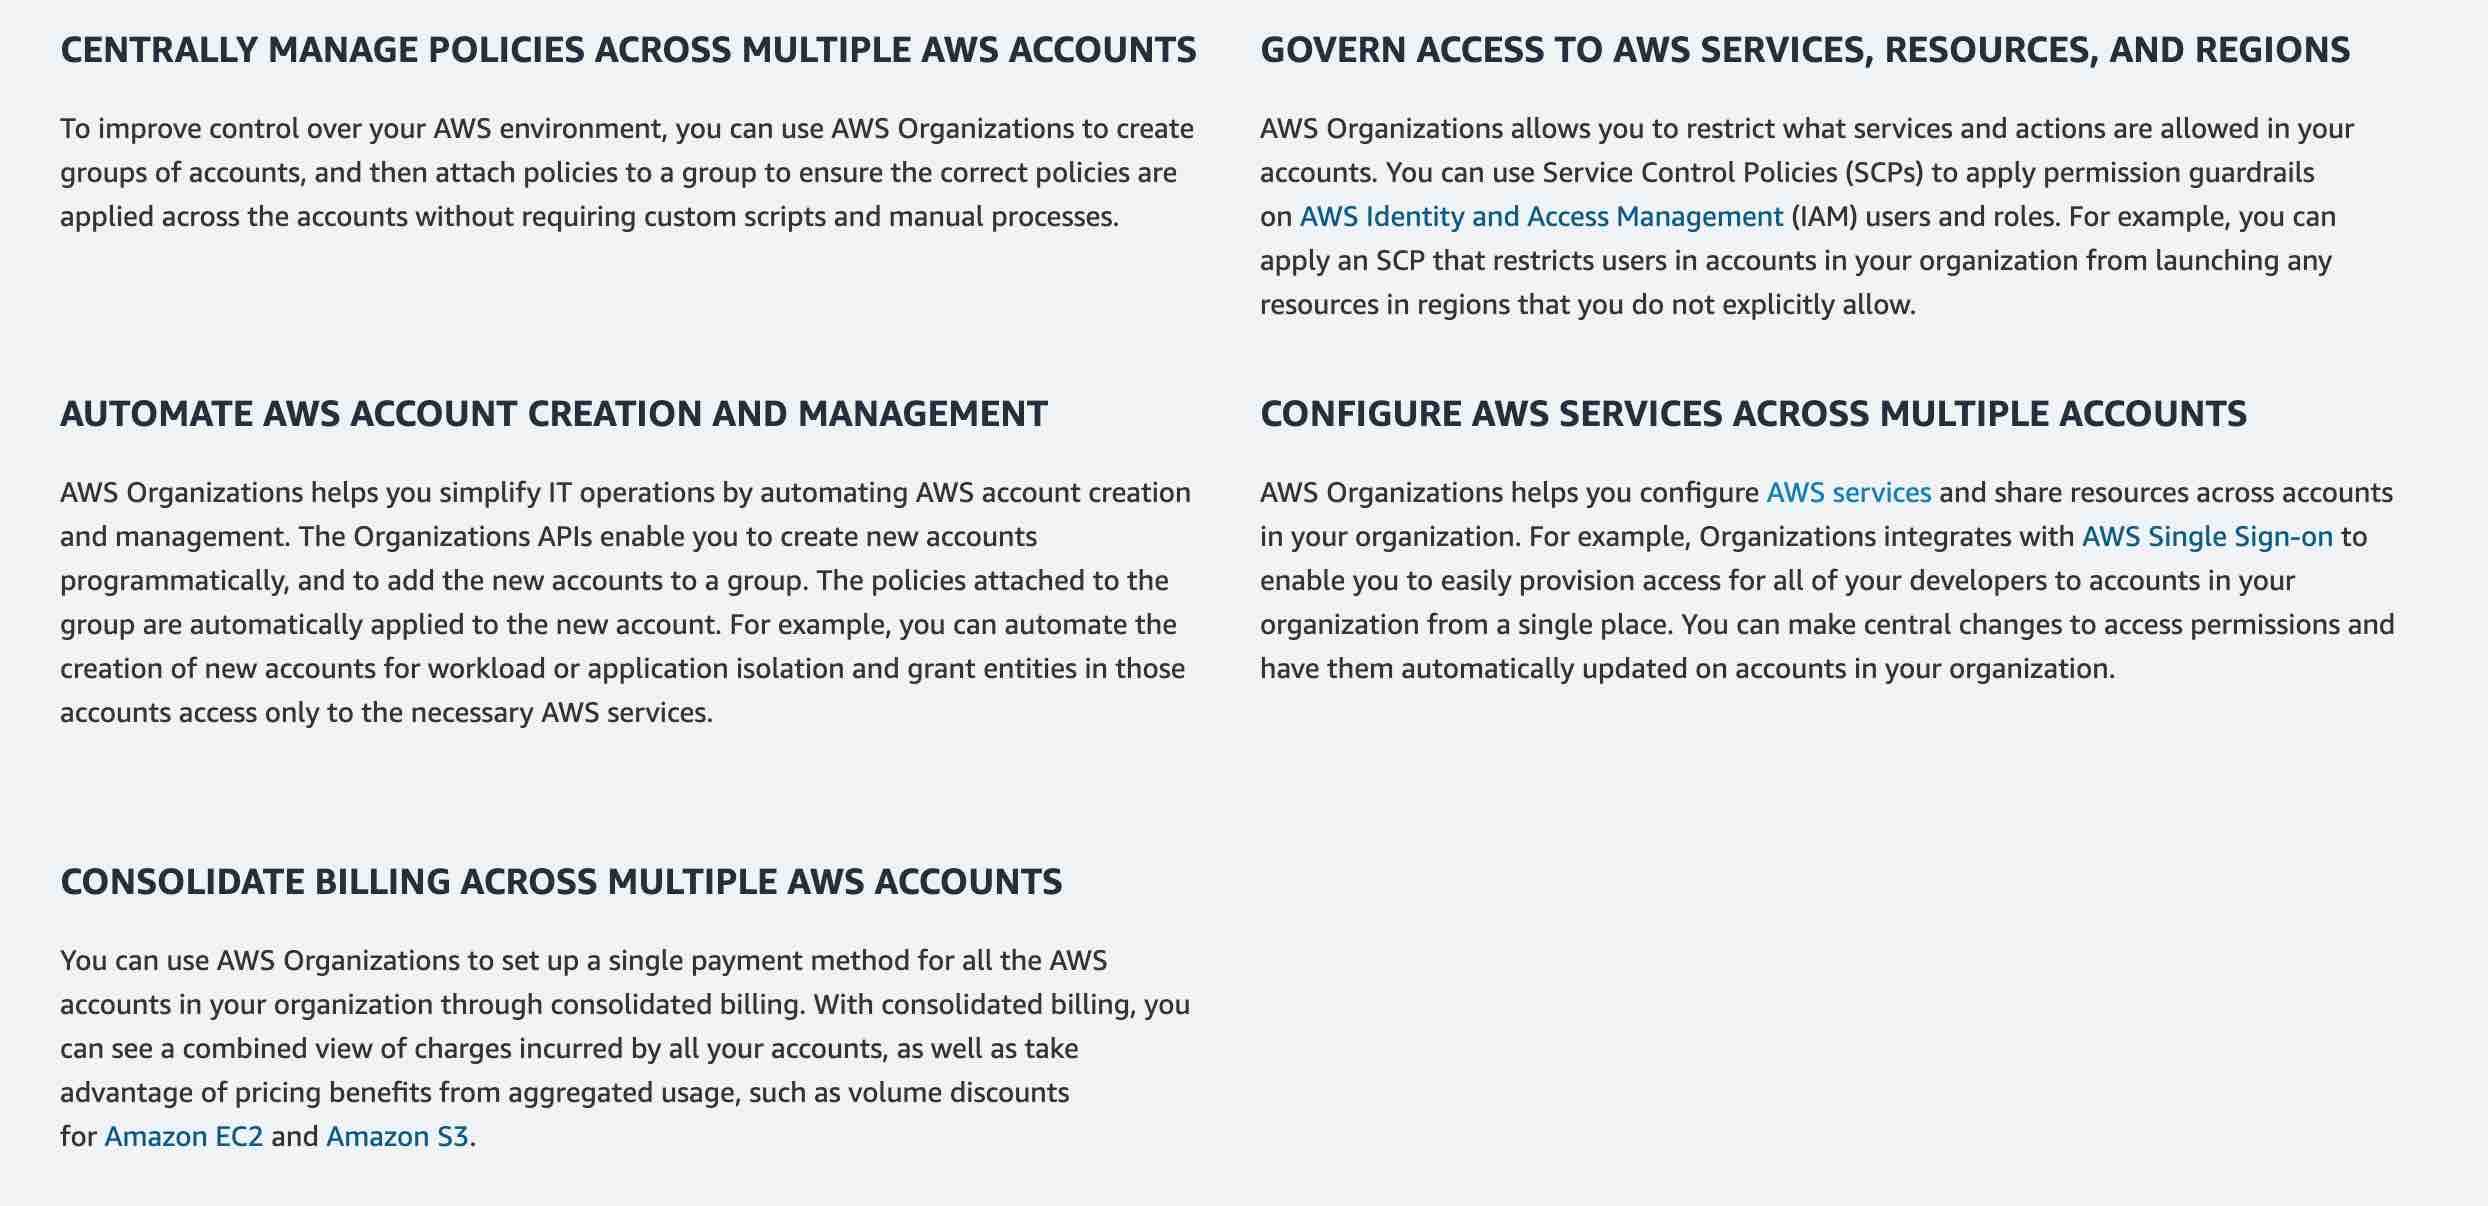 CENTRALLY MANAGE POLICIES ACROSS MULTIPLE AWS ACCOUNTS
To improve control over your AWS environment, you can use AWS Organizations to create
groups of accounts, and then attach policies to a group to ensure the correct policies are
applied across the accounts without requiring custom scripts and manual processes.
GOVERN ACCESS TO AWS SERVICES, RESOURCES, AND REGIONS
AWS Organizations allows you to restrict what services and actions are allowed in your
accounts. You can use Service Control Policies (SCPs) to apply permission guardrails
on AWS Identity and Access Management (IAM) users and roles. For example, you can
apply an SCP that restricts users in accounts in your organization from launching any
resources in regions that you do not explicitly allow.
AUTOMATE AWS ACCOUNT CREATION AND MANAGEMENT
AWS Organizations helps you simplify IT operations by automating AWS account creation
and management. The Organizations APIs enable you to create new accounts
programmatically, and to add the new accounts to a group. The policies attached to the
group are automatically applied to the new account. For example, you can automate the
creation of new accounts for workload or application isolation and grant entities in those
accounts access only to the necessary AWS services.
CONFIGURE AWS SERVICES ACROSS MULTIPLE ACCOUNTS
AWS Organizations helps you configure AWS services and share resources across accounts
in your organization. For example, Organizations integrates with AWS Single Sign-on to
enable you to easily provision access for all of your developers to accounts in your
organization from a single place. You can make central changes to access permissions and
have them automatically updated on accounts in your organization.
CONSOLIDATE BILLING ACROSS MULTIPLE AWS ACCOUNTS
You can use AWS Organizations to set up a single payment method for all the AWS
accounts in your organization through consolidated billing. With consolidated billing, you
can see a combined view of charges incurred by all your accounts, as well as take
advantage of pricing benefits from aggregated usage, such as volume discounts
for Amazon EC2 and Amazon S3.